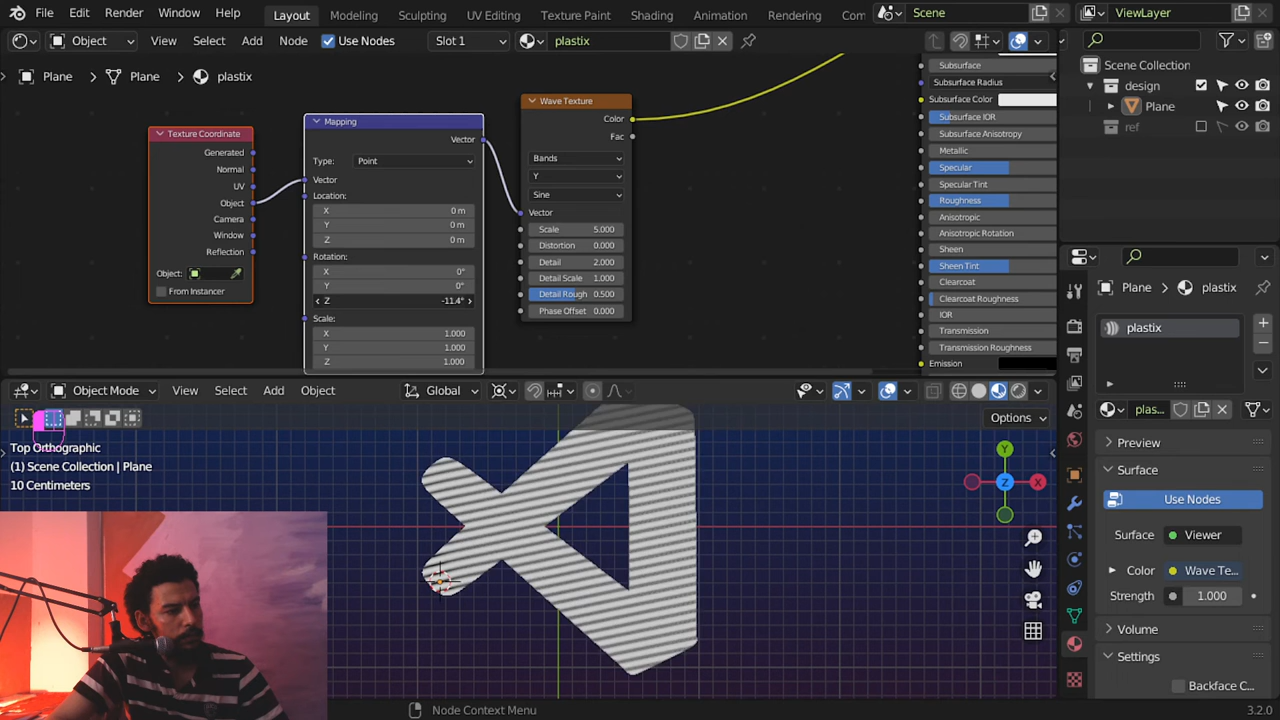 File Edit Render Window Help Layout Modeling Sculpting UV Editing Texture Paint Shading Animation Rendering Com Scene ViewLayer
Object View Select Add Node Use Nodes Slot 1 plastix
Plane Plane plastix
Texture Coordinate
Generated
Normal
UV
Object
Camera
Window
Reflection
Object:
From Instancer
Mapping
Vector
Type: Point
Vector
Location:
X 0 m
Y 0 m
Z 0 m
Rotation:
X 0°
Y 0°
Z -11.4°
Scale:
X 1.000
Y 1.000
Z 1.000
Wave Texture
Color
Fac
Bands
Y
Sine
Vector
Scale 5.000
Distortion 0.000
Detail 2.000
Detail Scale 1.000
Detail Rough 0.500
Phase Offset 0.000
Subsurface
Subsurface Radius
Subsurface Color
Subsurface IOR
Subsurface Anisotropy
Metallic
Specular
Specular Tint
Roughness
Anisotropic
Anisotropic Rotation
Sheen
Sheen Tint
Clearcoat
Clearcoat Roughness
IOR
Transmission
Transmission Roughness
Emission
Scene Collection
design
Plane
ref
Plane plastix
plastix
plas...
Preview
Surface
Use Nodes
Surface Viewer
Color Wave Te...
Strength 1.000
Volume
Settings
Backface C...
Object Mode View Select Add Object Global
Options
Top Orthographic
(1) Scene Collection | Plane
10 Centimeters
Y
Z
X
Node Context Menu
3.2.0